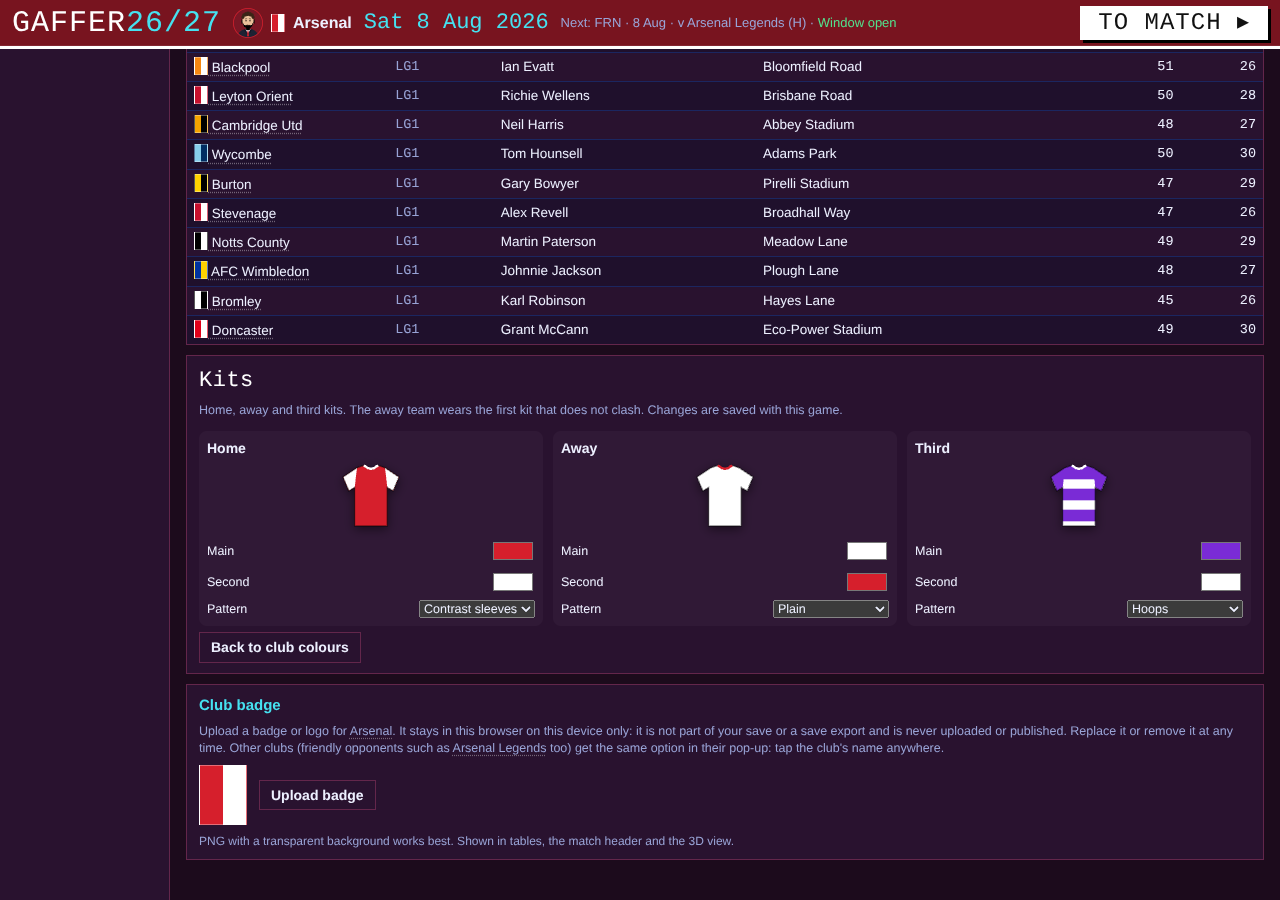 GAFFER26/27 Arsenal Sat 8 Aug 2026 Next: FRN · 8 Aug · v Arsenal Legends (H) · Window open TO MATCH ►
Blackpool LG1 Ian Evatt Bloomfield Road 51 26
Leyton Orient LG1 Richie Wellens Brisbane Road 50 28
Cambridge Utd LG1 Neil Harris Abbey Stadium 48 27
Wycombe LG1 Tom Hounsell Adams Park 50 30
Burton LG1 Gary Bowyer Pirelli Stadium 47 29
Stevenage LG1 Alex Revell Broadhall Way 47 26
Notts County LG1 Martin Paterson Meadow Lane 49 29
AFC Wimbledon LG1 Johnnie Jackson Plough Lane 48 27
Bromley LG1 Karl Robinson Hayes Lane 45 26
Doncaster LG1 Grant McCann Eco-Power Stadium 49 30
Kits
Home, away and third kits. The away team wears the first kit that does not clash. Changes are saved with this game.
Home Away Third
Main Main Main
Second Second Second
Pattern Contrast sleeves Pattern Plain Pattern Hoops
Back to club colours
Club badge
Upload a badge or logo for Arsenal. It stays in this browser on this device only: it is not part of your save or a save export and is never uploaded or published. Replace it or remove it at any
time. Other clubs (friendly opponents such as Arsenal Legends too) get the same option in their pop-up: tap the club's name anywhere.
Upload badge
PNG with a transparent background works best. Shown in tables, the match header and the 3D view.